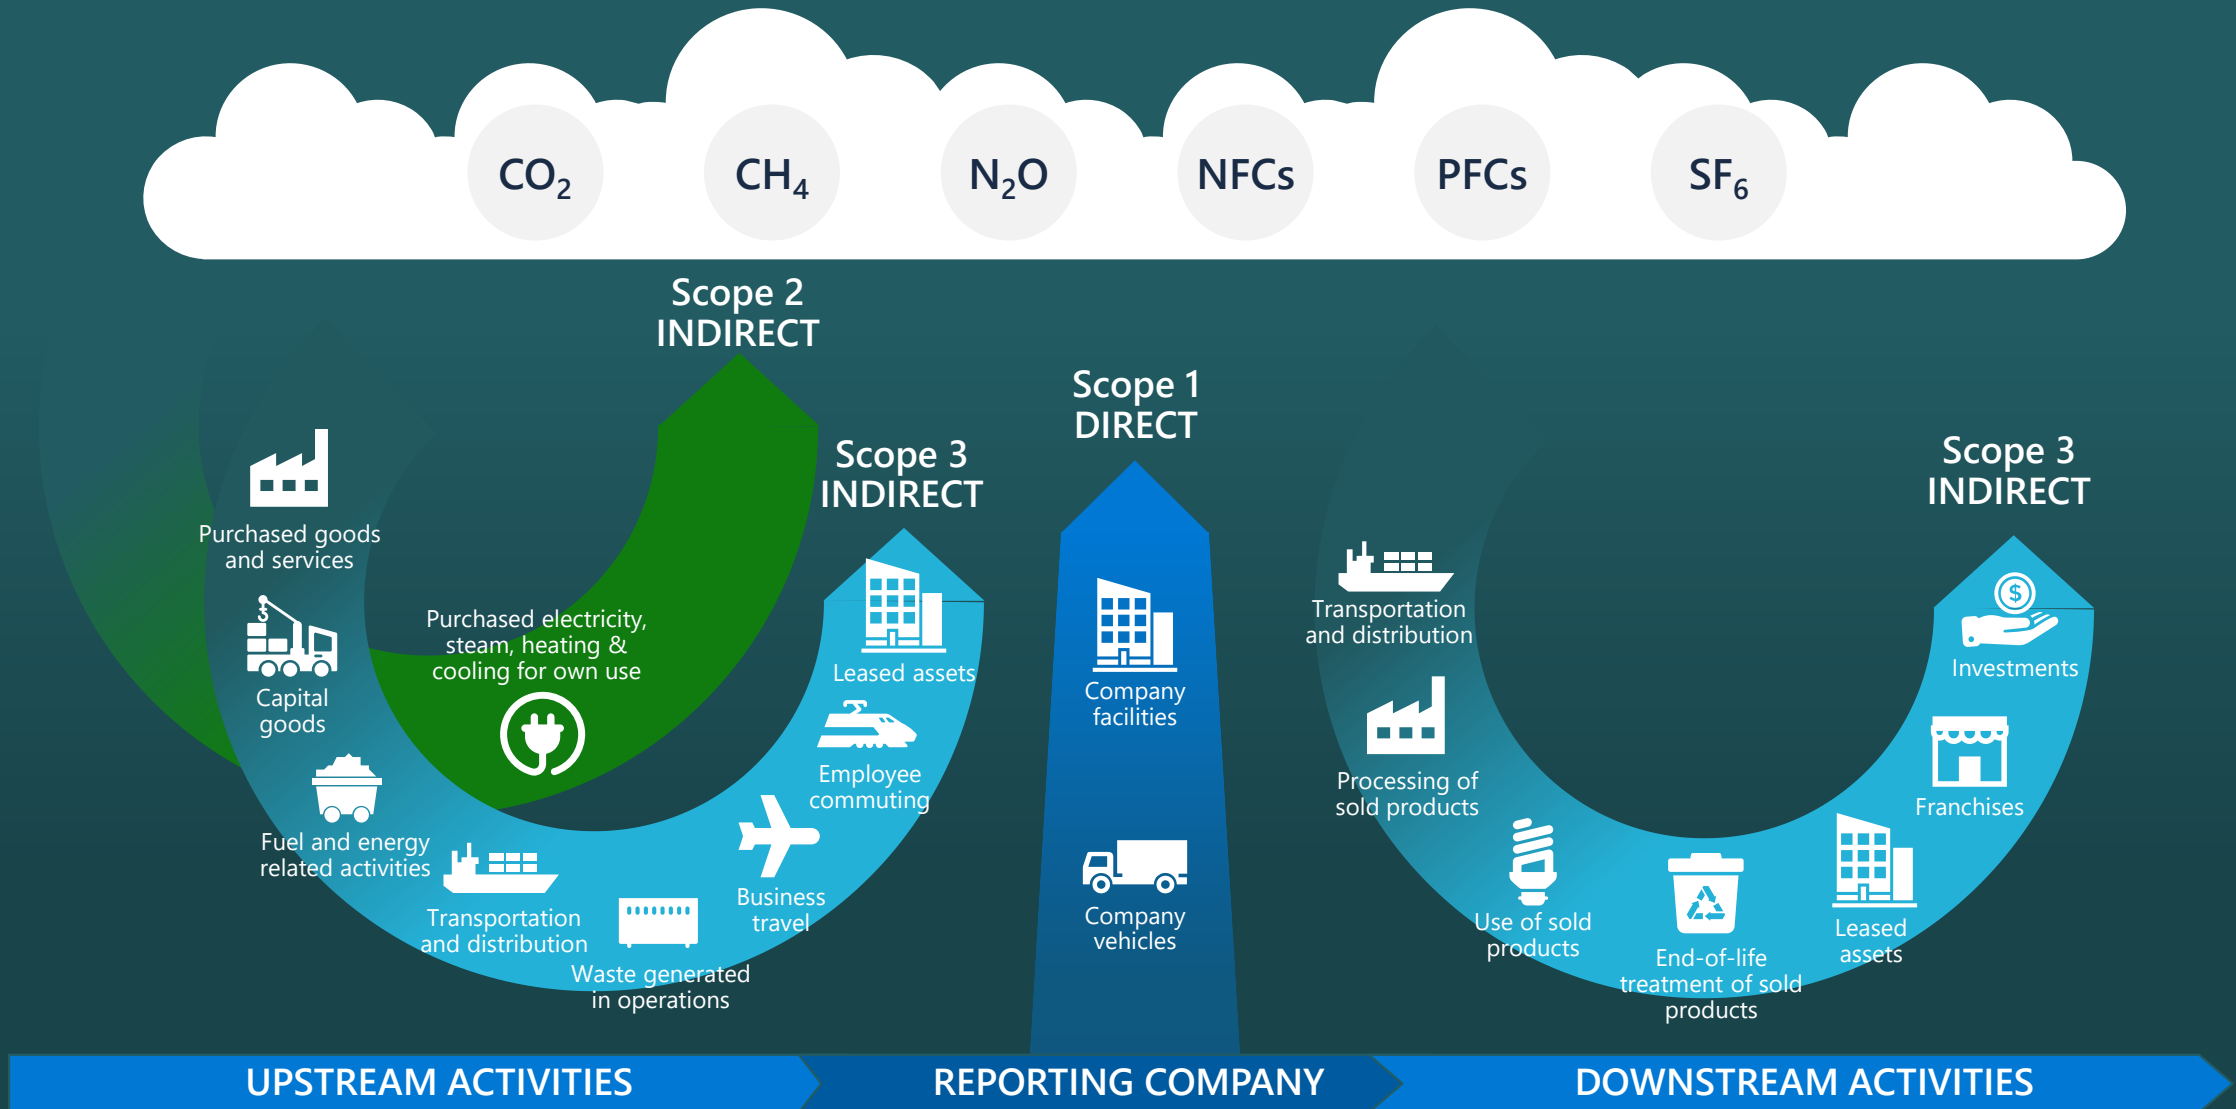 CO₂
CH₄
N₂O
NFCs
PFCs
SF₆
Scope 2
INDIRECT
Scope 3
INDIRECT
Scope 1
DIRECT
Scope 3
INDIRECT
Purchased goods
and services
Capital
goods
Fuel and energy
related activities
Transportation
and distribution
Waste generated
in operations
Business
travel
Employee
commuting
Leased assets
Purchased electricity,
steam, heating &
cooling for own use
Company
facilities
Company
vehicles
Transportation
and distribution
Processing of
sold products
Use of sold
products
End-of-life
treatment of sold
products
Leased
assets
Franchises
$
Investments
UPSTREAM ACTIVITIES
REPORTING COMPANY
DOWNSTREAM ACTIVITIES